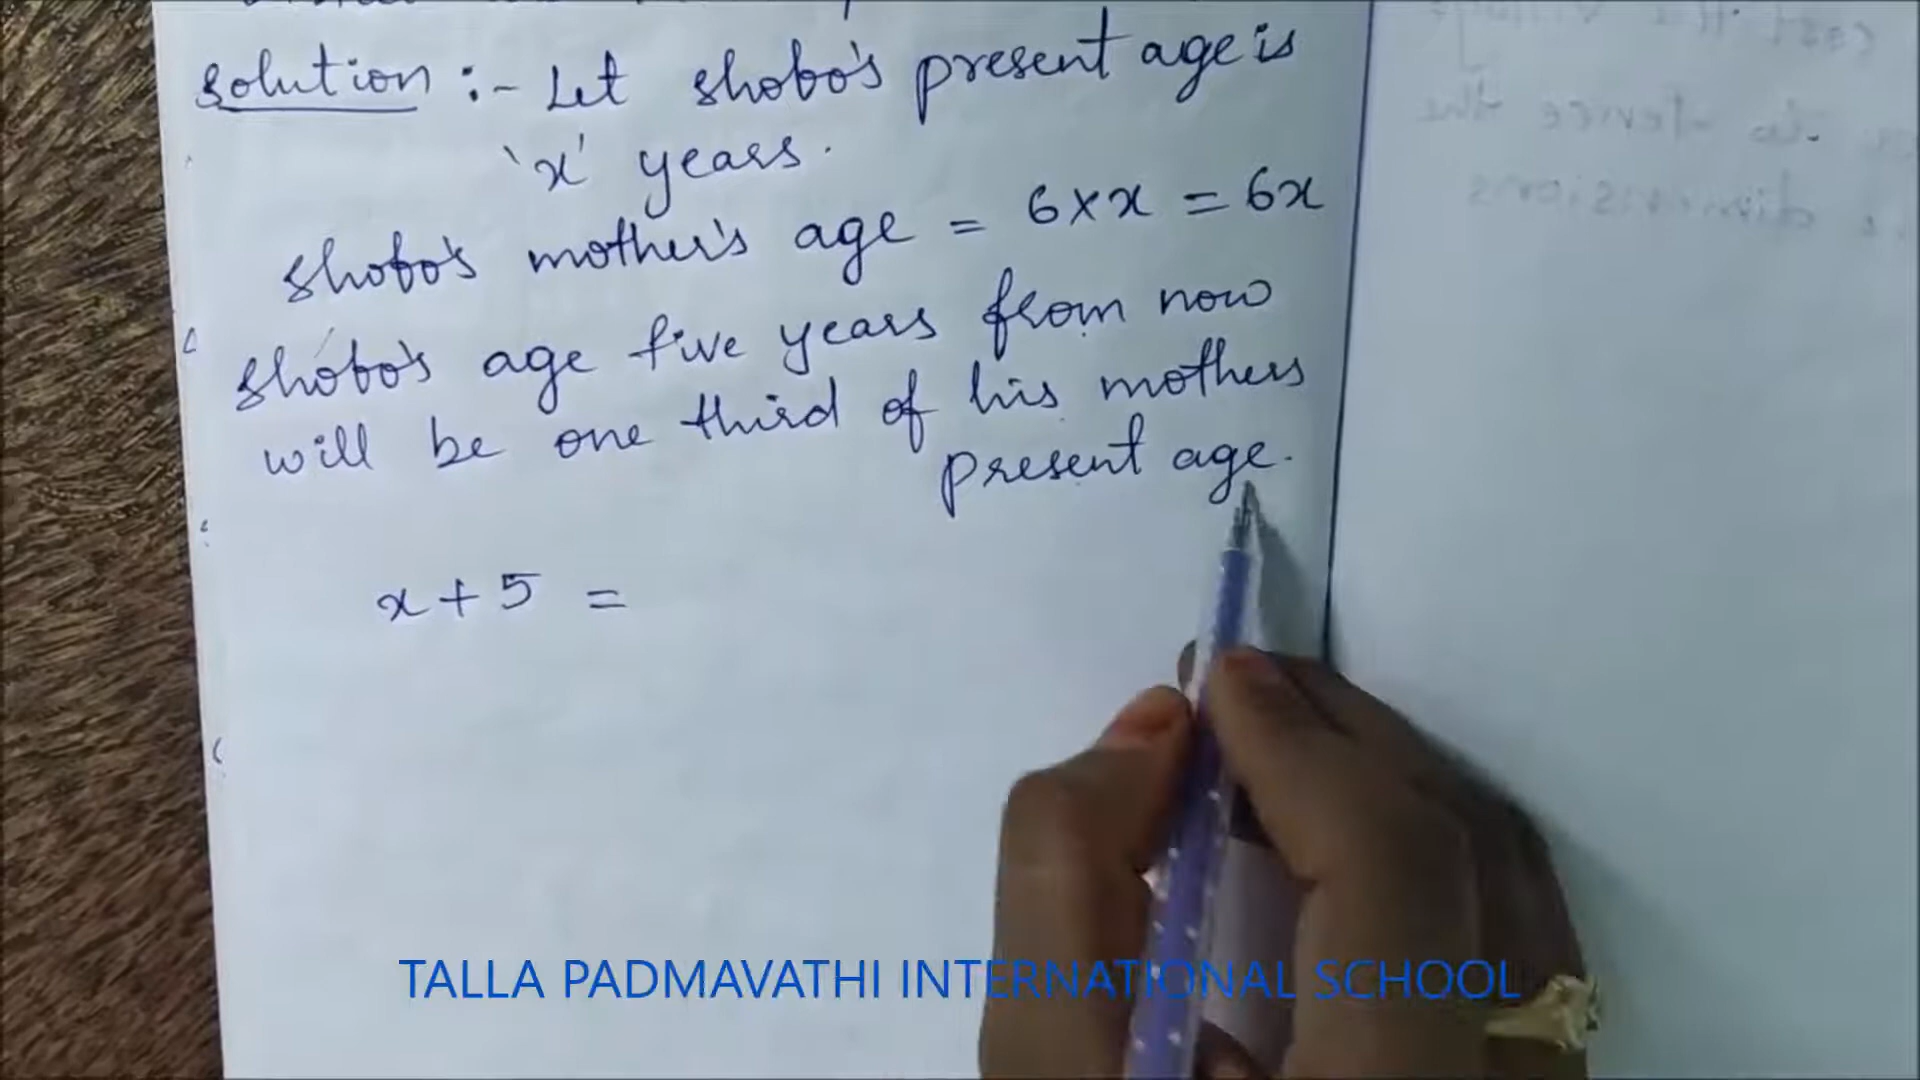 solution :- Let shobo's present age is
'x' years.
shobo's mother's age = 6×x = 6x
shobo's age five years from now
will be one third of his mothers
present age.
x+5 =
TALLA PADMAVATHI INTERNATIONAL SCHOOL